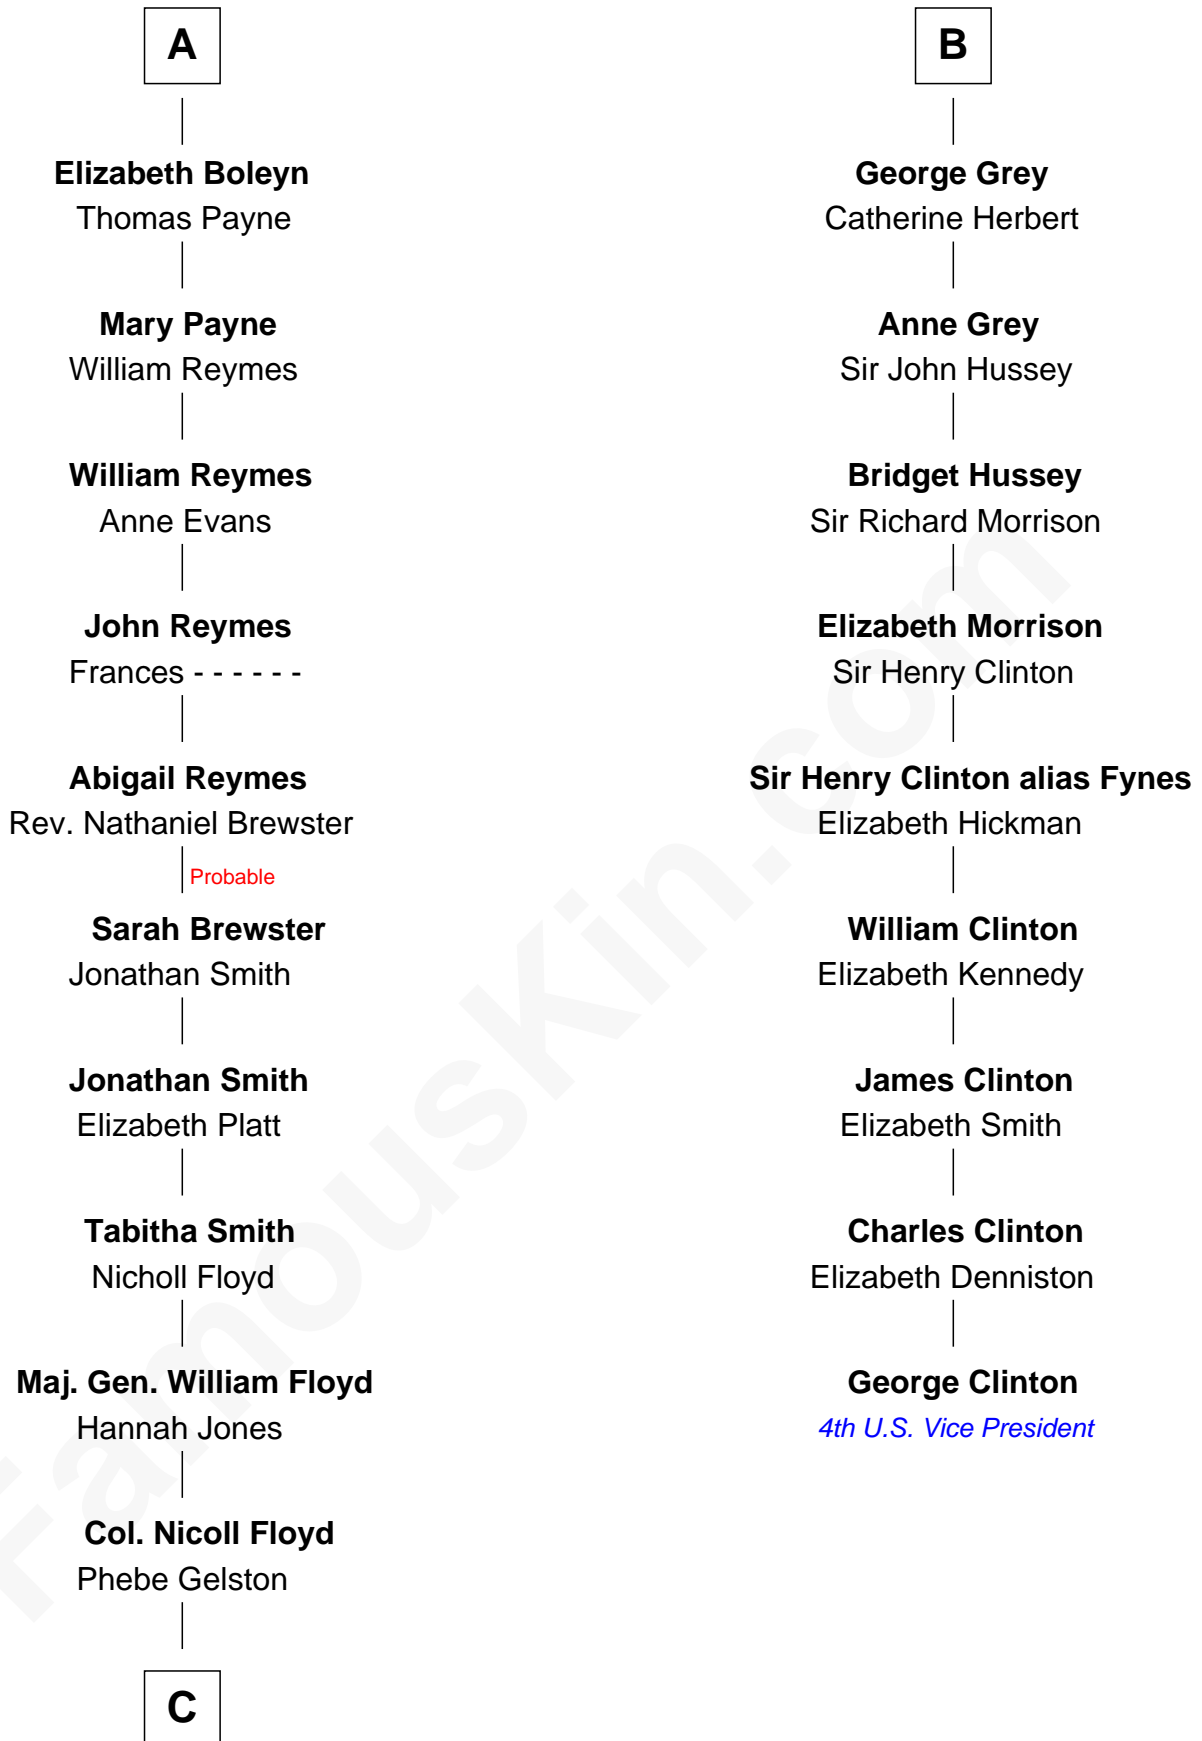 A
Elizabeth Boleyn
Thomas Payne
Mary Payne
William Reymes
William Reymes
Anne Evans
John Reymes
Frances - - - - - -
Abigail Reymes
Rev. Nathaniel Brewster
Probable
Sarah Brewster
Jonathan Smith
Jonathan Smith
Elizabeth Platt
Tabitha Smith
Nicholl Floyd
Maj. Gen. William Floyd
Hannah Jones
Col. Nicoll Floyd
Phebe Gelston
C
B
George Grey
Catherine Herbert
Anne Grey
Sir John Hussey
Bridget Hussey
Sir Richard Morrison
Elizabeth Morrison
Sir Henry Clinton
Sir Henry Clinton alias Fynes
Elizabeth Hickman
William Clinton
Elizabeth Kennedy
James Clinton
Elizabeth Smith
Charles Clinton
Elizabeth Denniston
George Clinton
4th U.S. Vice President
FamousKin.com